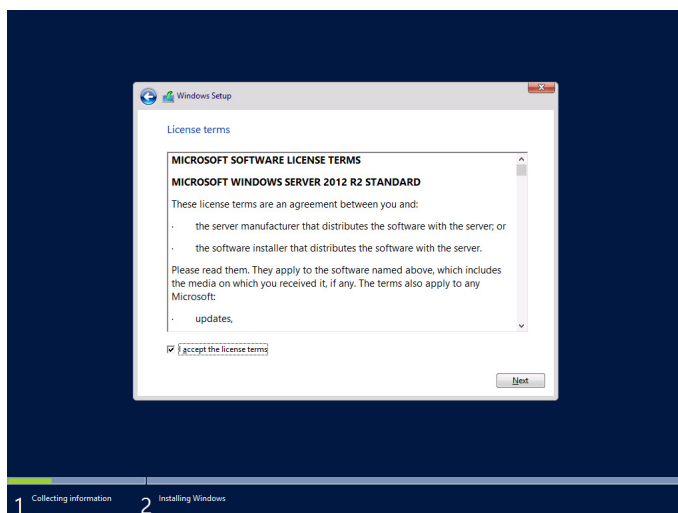 Windows Setup
License terms
MICROSOFT SOFTWARE LICENSE TERMS
MICROSOFT WINDOWS SERVER 2012 R2 STANDARD
These license terms are an agreement between you and:
· the server manufacturer that distributes the software with the server; or
· the software installer that distributes the software with the server.
Please read them. They apply to the software named above, which includes
the media on which you received it, if any. The terms also apply to any
Microsoft:
· updates,
I accept the license terms
Next
1 Collecting information
2 Installing Windows